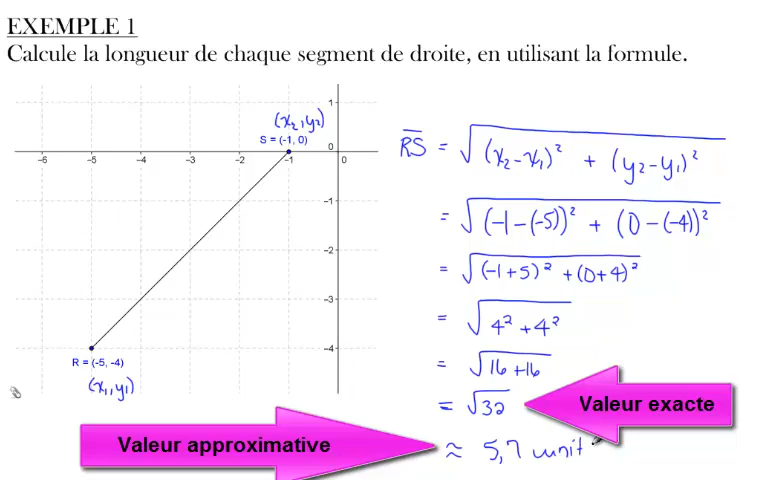 EXEMPLE 1
Calcule la longueur de chaque segment de droite, en utilisant la formule.
1
(x₂, y₂)
S = (-1, 0)
0
-6 -5 -4 -3 -2 -1 0
-1
-2
-3
-4
R = (-5, -4)
(x₁, y₁)
RS = √((x₂-x₁)² + (y₂-y₁)²)
= √((-1-(-5))² + (0-(-4))²)
= √((-1+5)² + (0+4)²)
= √(4² + 4²)
= √(16+16)
= √32
Valeur exacte
Valeur approximative
≈ 5,7 unit